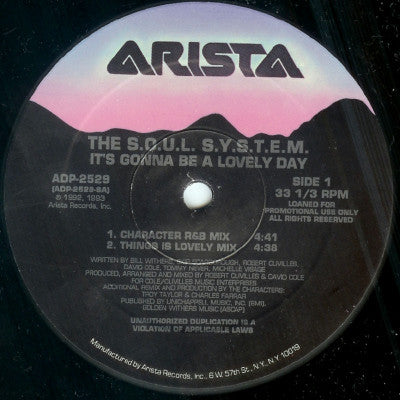 ARISTA
THE S.O.U.L. S.Y.S.T.E.M.
IT'S GONNA BE A LOVELY DAY
ADP-2529
(ADP-2529-SA)
℗ 1992, 1993
Arista Records, Inc.
SIDE 1
33 1/3 RPM
LOANED FOR
PROMOTIONAL USE ONLY
ALL RIGHTS RESERVED
1. CHARACTER R&B MIX 4:41
2. THINGS IS LOVELY MIX 4:38
WRITTEN BY BILL WITHERS, SKIP SCARBOROUGH, ROBERT CLIVILLES,
DAVID COLE, TOMMY NEVER, MICHELLE VISAGE
PRODUCED, ARRANGED AND MIXED BY ROBERT CLIVILLES & DAVID COLE
FOR COLE/CLIVILLES MUSIC ENTERPRISES
ADDITIONAL REMIX AND PRODUCTION BY THE CHARACTERS:
TROY TAYLOR & CHARLES FARRAR
PUBLISHED BY UNICHAPPELL MUSIC, INC. (BMI),
GOLDEN WITHERS MUSIC (ASCAP)
UNAUTHORIZED DUPLICATION IS A
VIOLATION OF APPLICABLE LAWS
Manufactured by Arista Records, Inc., 6 W. 57th St., N.Y., N.Y. 10019